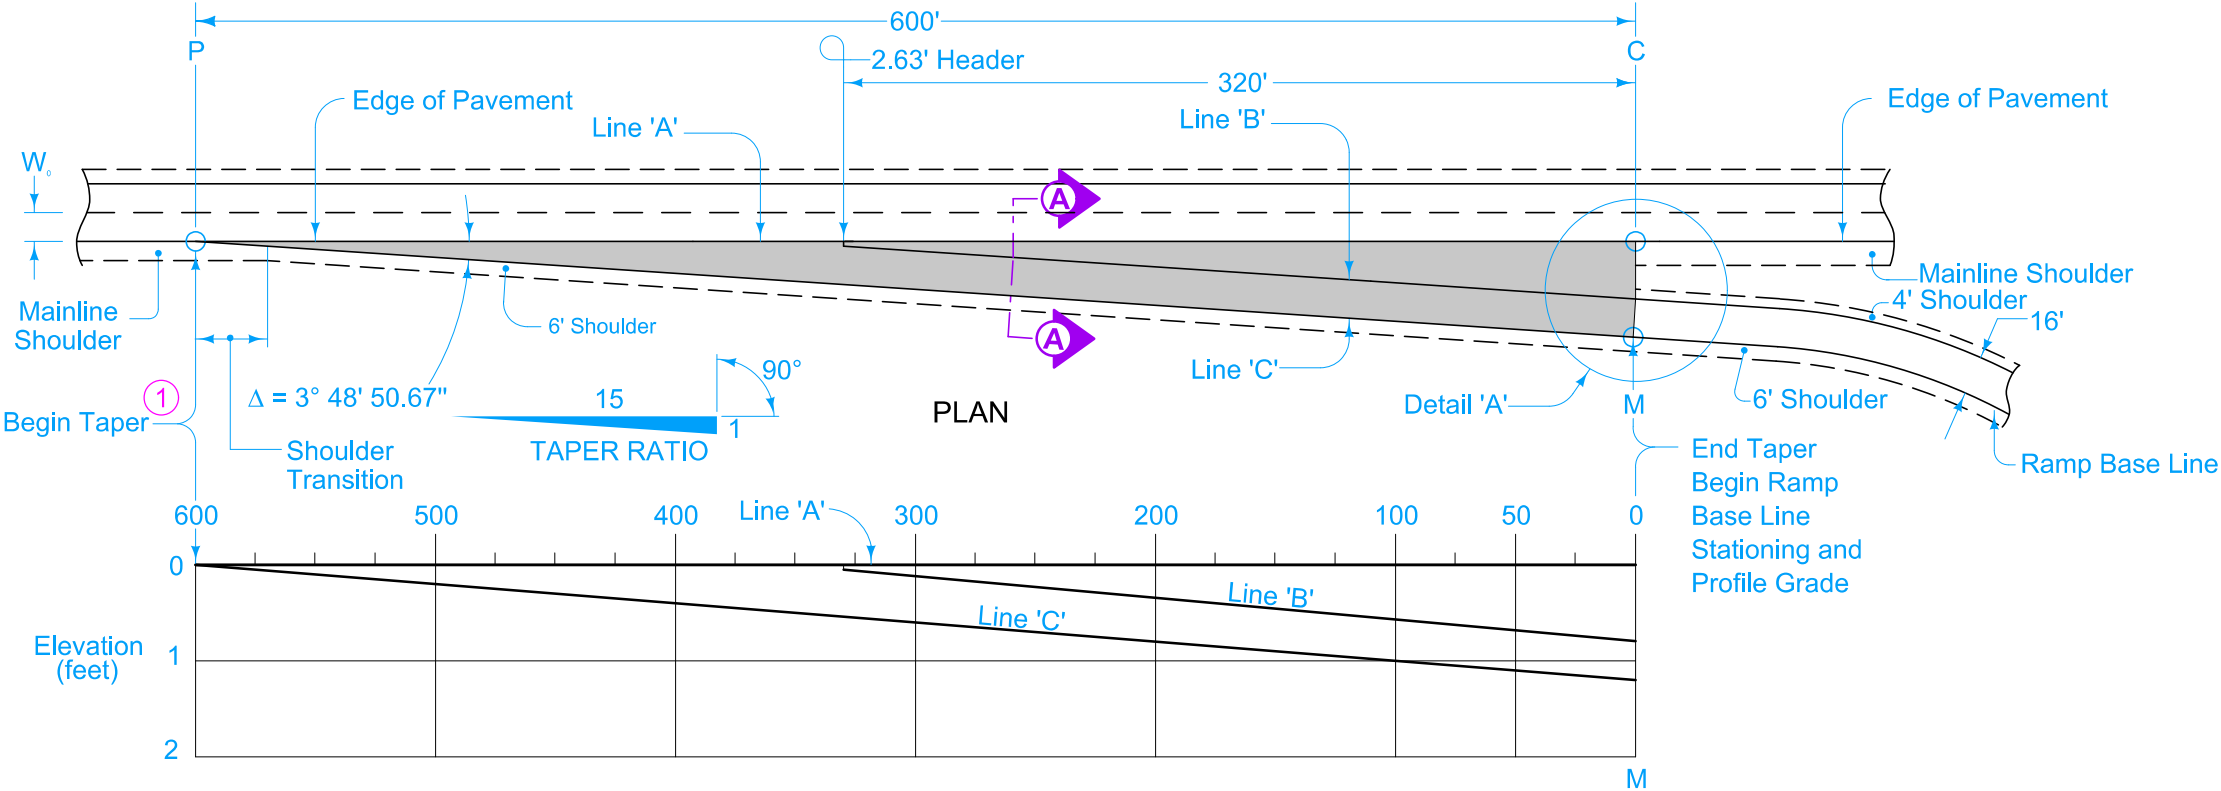 600'
P
C
2.63' Header
320'
Edge of Pavement
Line 'A'
Line 'B'
Edge of Pavement
W₀
A
Mainline
Shoulder
6' Shoulder
A
Mainline Shoulder
4' Shoulder
16'
Line 'C'
90°
Δ = 3° 48' 50.67"
15
1
TAPER RATIO
PLAN
Detail 'A'
M
6' Shoulder
1
Begin Taper
Shoulder
Transition
End Taper
Begin Ramp
Base Line
Stationing and
Profile Grade
Ramp Base Line
600
500
400
Line 'A'
300
200
100
50
0
0
Line 'B'
Line 'C'
Elevation
(feet)
1
2
M